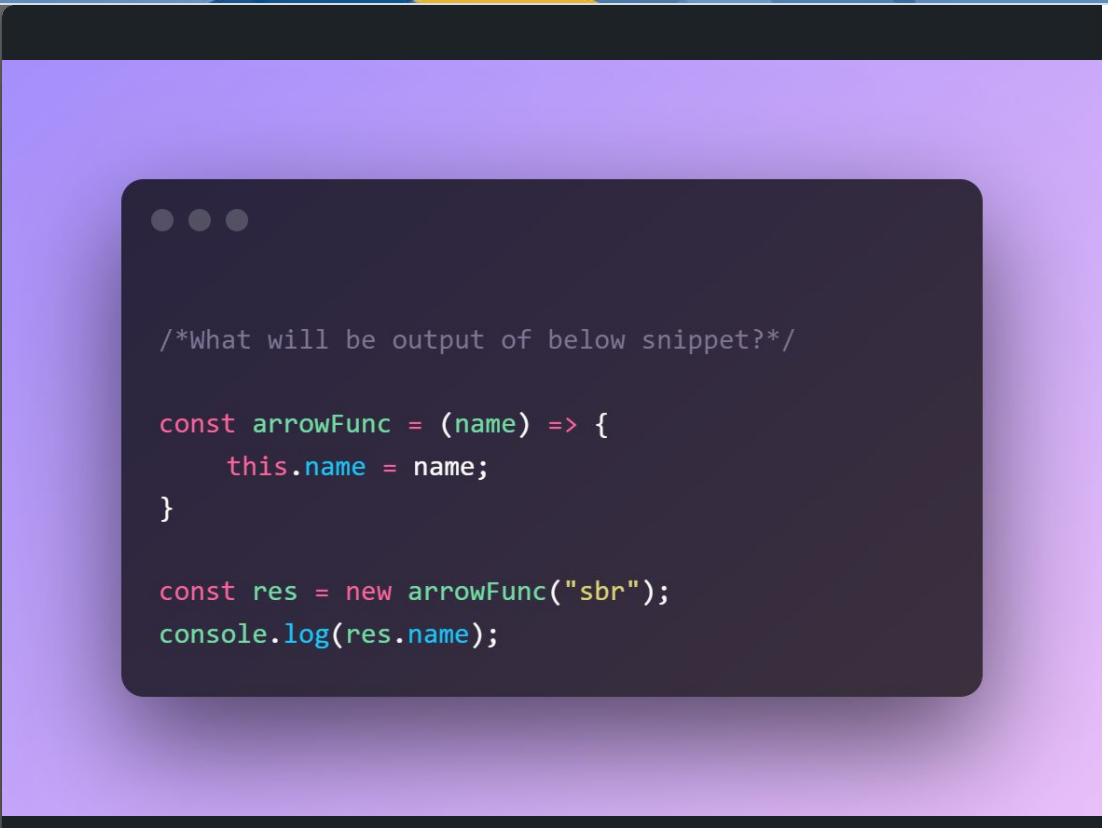 /*What will be output of below snippet?*/
const arrowFunc = (name) => {
this.name = name;
}
const res = new arrowFunc("sbr");
console.log(res.name);